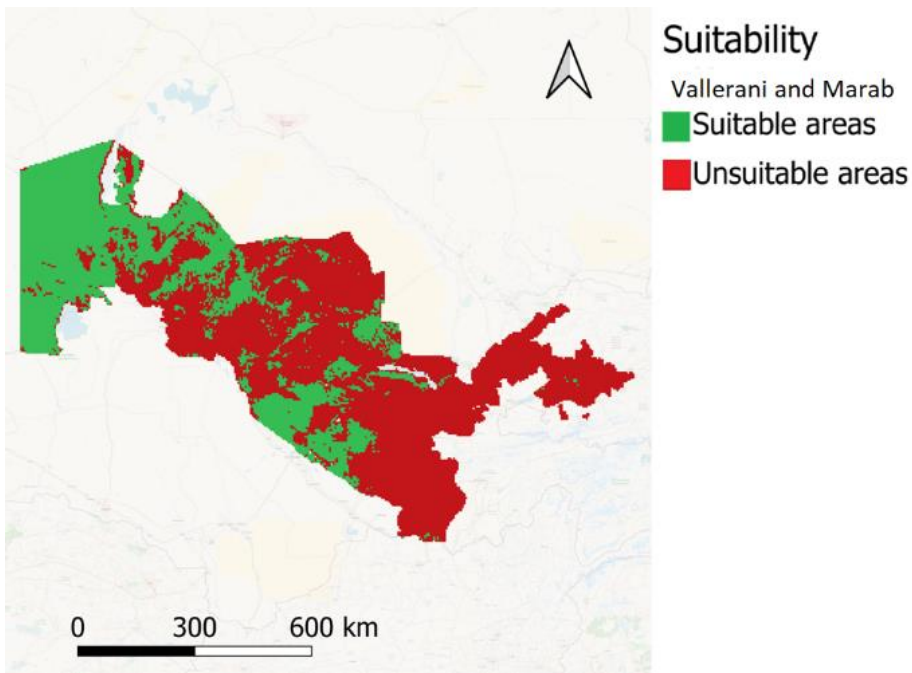 Suitability
Vallerani and Marab
Suitable areas
Unsuitable areas
0 300 600 km